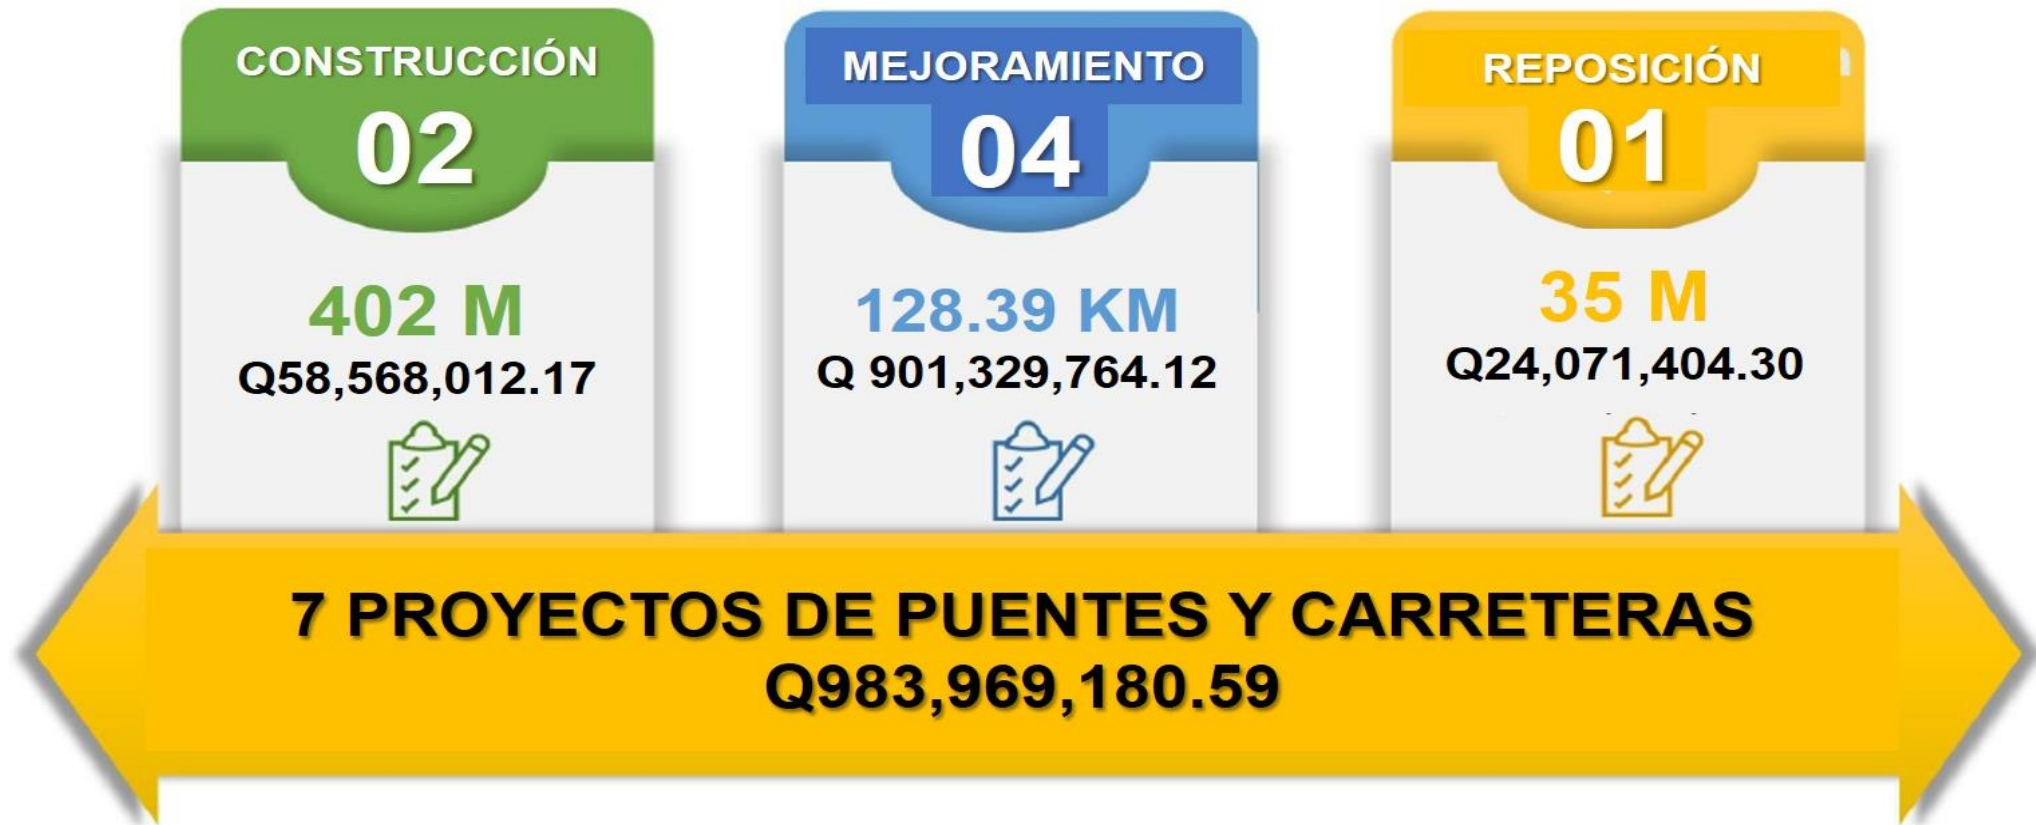 CONSTRUCCIÓN
02
402 M
Q58,568,012.17
MEJORAMIENTO
04
128.39 KM
Q 901,329,764.12
REPOSICIÓN
01
35 M
Q24,071,404.30
7 PROYECTOS DE PUENTES Y CARRETERAS
Q983,969,180.59